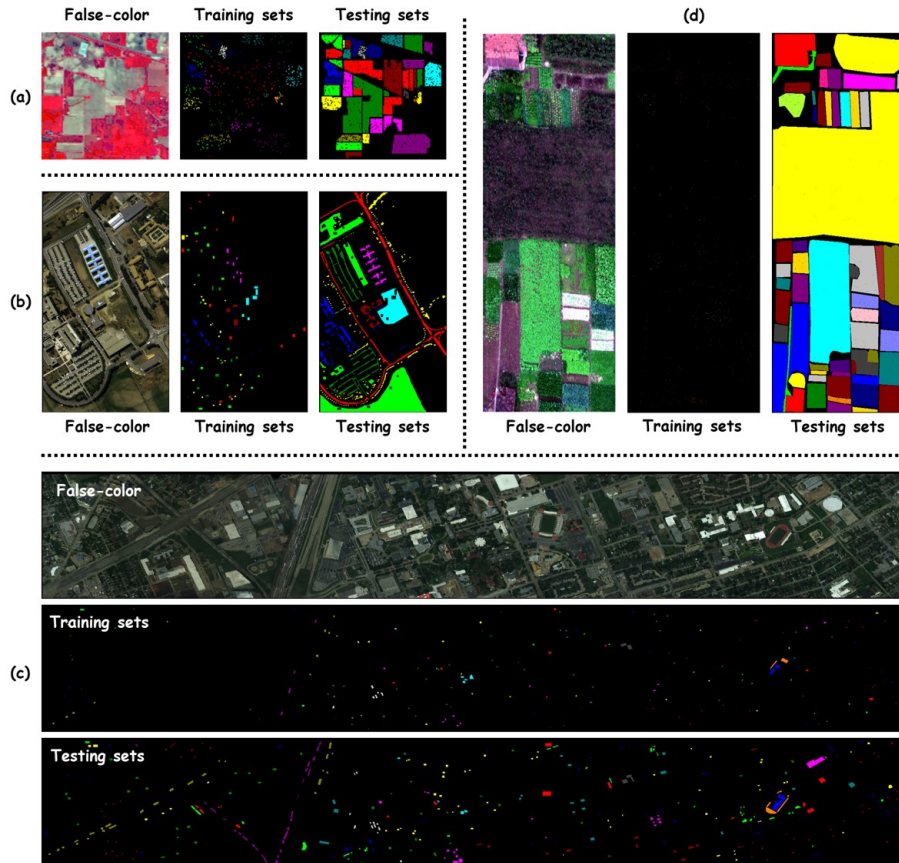 False-color Training sets Testing sets
(d)
(a)
(b)
False-color Training sets Testing sets
False-color Training sets Testing sets
False-color
Training sets
(c)
Testing sets